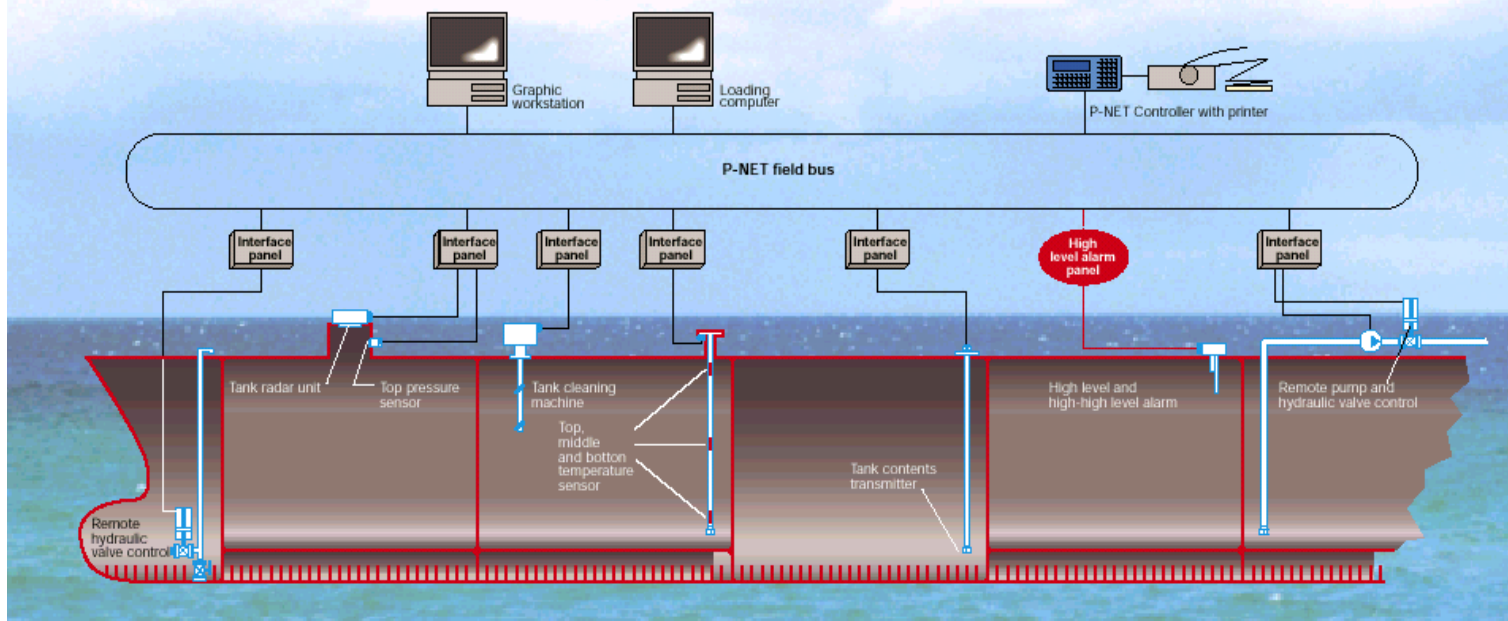 Graphic
workstation
Loading
computer
P-NET Controller with printer
P-NET field bus
Interface
panel
Interface
panel
Interface
panel
Interface
panel
Interface
panel
High
level alarm
panel
Interface
panel
Tank radar unit
Top pressure
sensor
Tank cleaning
machine
Top,
middle
and botton
temperature
sensor
Tank contents
transmitter
High level and
high-high level alarm
Remote pump and
hydraulic valve control
Remote
hydraulic
valve control